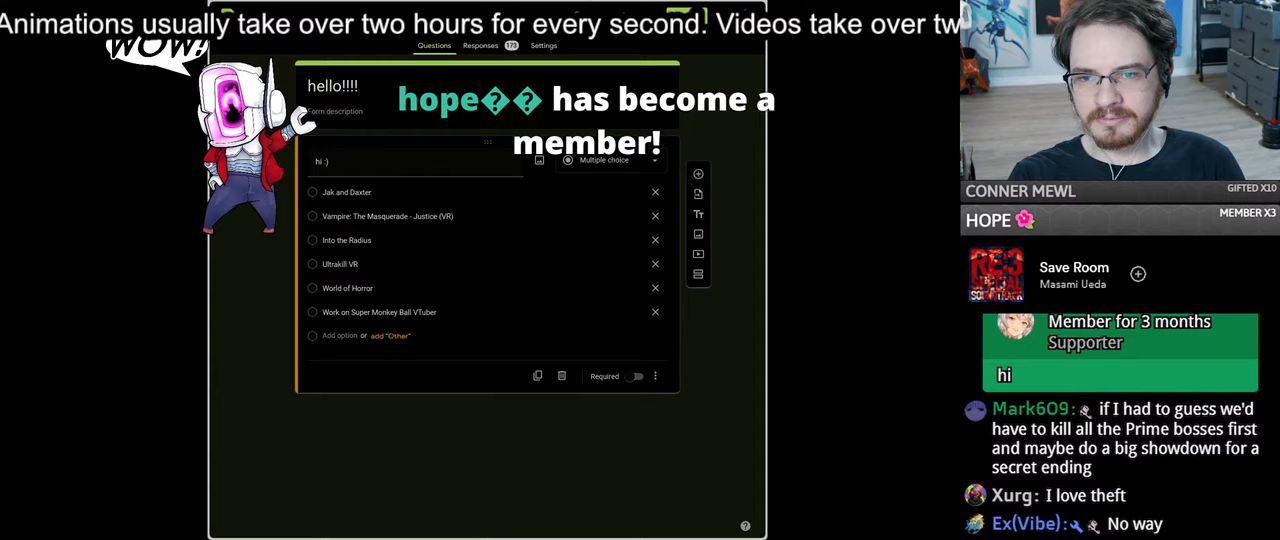 Animations usually take over two hours for every second. Videos take over tw
WOW!
Questions
Responses
173
Settings
hello!!!!
Form description
hope�� has become a
member!
hi :)
Multiple choice
Jak and Daxter
Vampire: The Masquerade - Justice (VR)
Into the Radius
Ultrakill VR
World of Horror
Work on Super Monkey Ball VTuber
Add option or add "Other"
Required
CONNER MEWL
GIFTED X10
HOPE 🌺
MEMBER X3
RE:3
SPECIAL
SOUNDTRACK
Save Room
Masami Ueda
Member for 3 months
Supporter
hi
Mark609: if I had to guess we'd
have to kill all the Prime bosses first
and maybe do a big showdown for a
secret ending
Xurg: I love theft
Ex(Vibe): No way